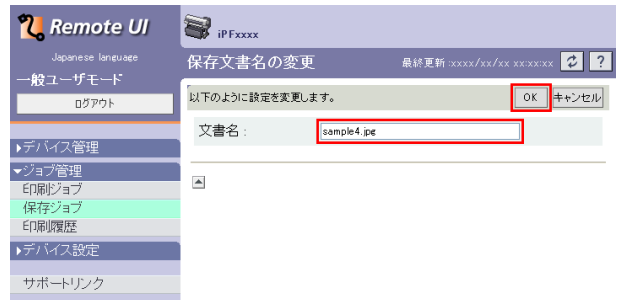 Remote UI
Japanese language
一般ユーザモード
ログアウト
▶デバイス管理
▼ジョブ管理
印刷ジョブ
保存ジョブ
印刷履歴
▶デバイス設定
サポートリンク
iPFxxxx
保存文書名の変更
最終更新 :xxxx/xx/xx xx:xx:xx
?
以下のように設定を変更します。
OK キャンセル
文書名 :
sample4.jpg